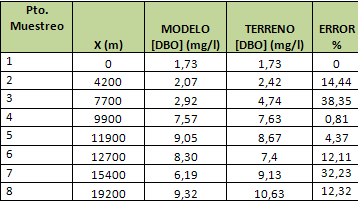 Pto. Muestreo X (m) MODELO [DBO] (mg/l) TERRENO [DBO] (mg/l) ERROR %
1 0 1,73 1,73 0
2 4200 2,07 2,42 14,44
3 7700 2,92 4,74 38,35
4 9900 7,57 7,63 0,81
5 11900 9,05 8,67 4,37
6 12700 8,30 7,4 12,11
7 15400 6,19 9,13 32,23
8 19200 9,32 10,63 12,32